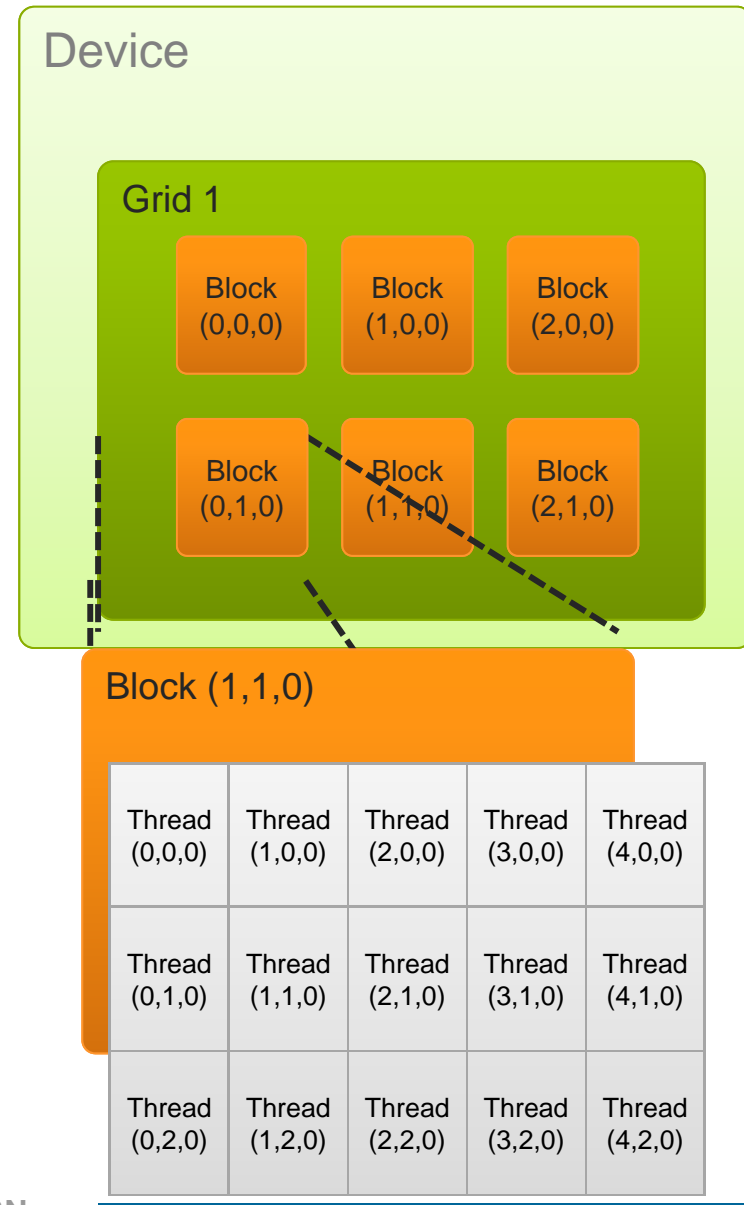 Device
Grid 1
Block Block Block
(0,0,0) (1,0,0) (2,0,0)
Block Block Block
(0,1,0) (1,1,0) (2,1,0)
Block (1,1,0)
Thread Thread Thread Thread Thread
(0,0,0) (1,0,0) (2,0,0) (3,0,0) (4,0,0)
Thread Thread Thread Thread Thread
(0,1,0) (1,1,0) (2,1,0) (3,1,0) (4,1,0)
Thread Thread Thread Thread Thread
(0,2,0) (1,2,0) (2,2,0) (3,2,0) (4,2,0)